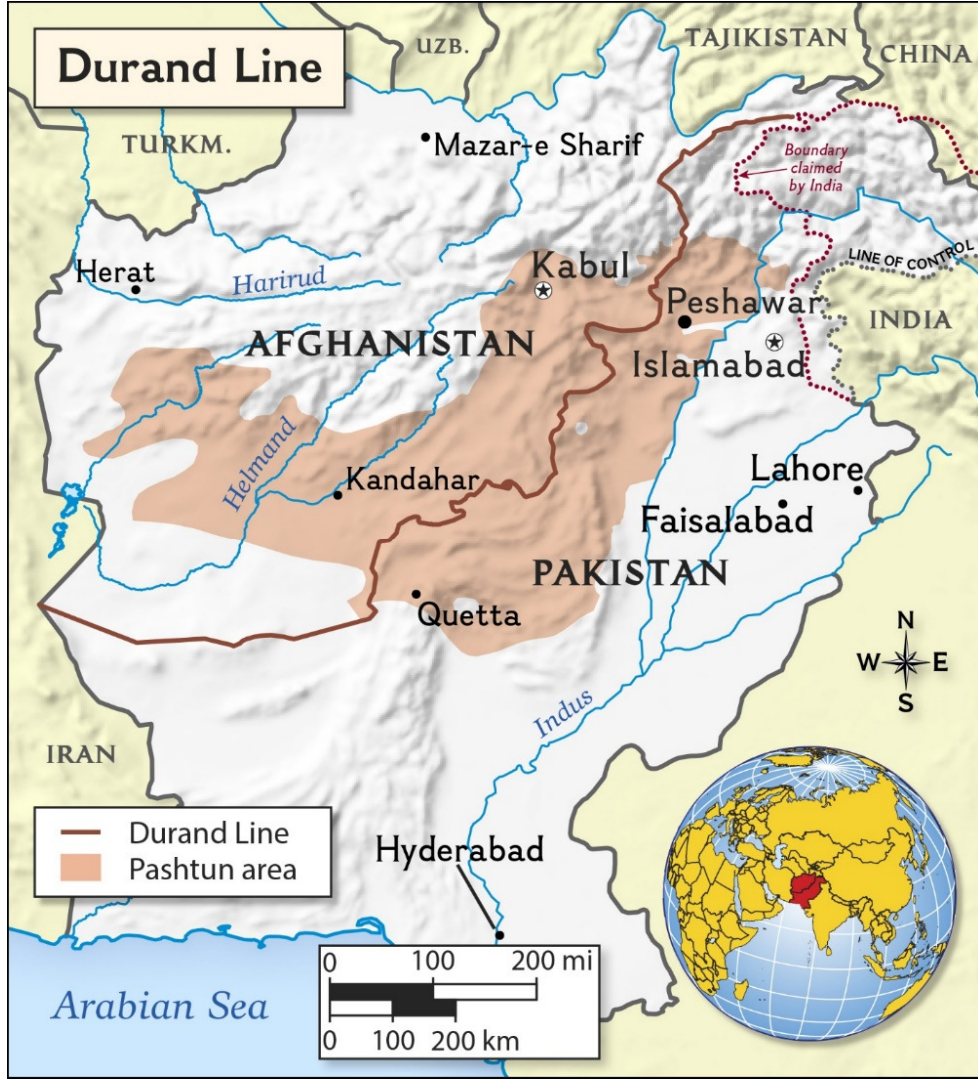 Durand Line
UZB.
TAJIKISTAN
CHINA
TURKM.
Mazar-e Sharif
Boundary
claimed
by India
LINE OF CONTROL
Herat
Harirud
Kabul
Peshawar
INDIA
AFGHANISTAN
Islamabad
Helmand
Kandahar
Lahore
Faisalabad
PAKISTAN
Quetta
N
W E
S
Indus
IRAN
Durand Line
Pashtun area
Hyderabad
0 100 200 mi
0 100 200 km
Arabian Sea